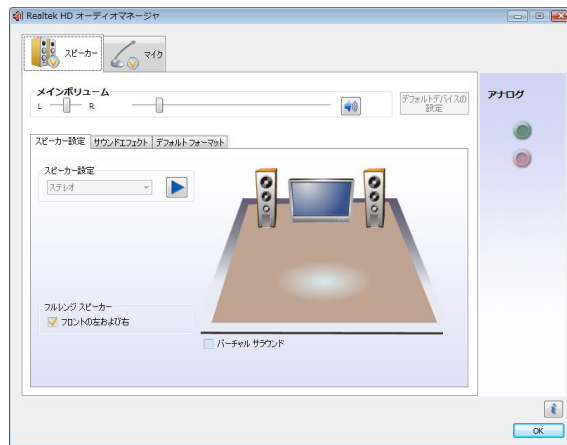 Realtek HD オーディオマネージャ
スピーカー
マイク
メインボリューム
L
R
デフォルトデバイスの
設定
アナログ
スピーカー設定
サウンドエフェクト
デフォルト フォーマット
スピーカー設定
ステレオ
フルレンジ スピーカー
フロントの左および右
バーチャル サラウンド
OK